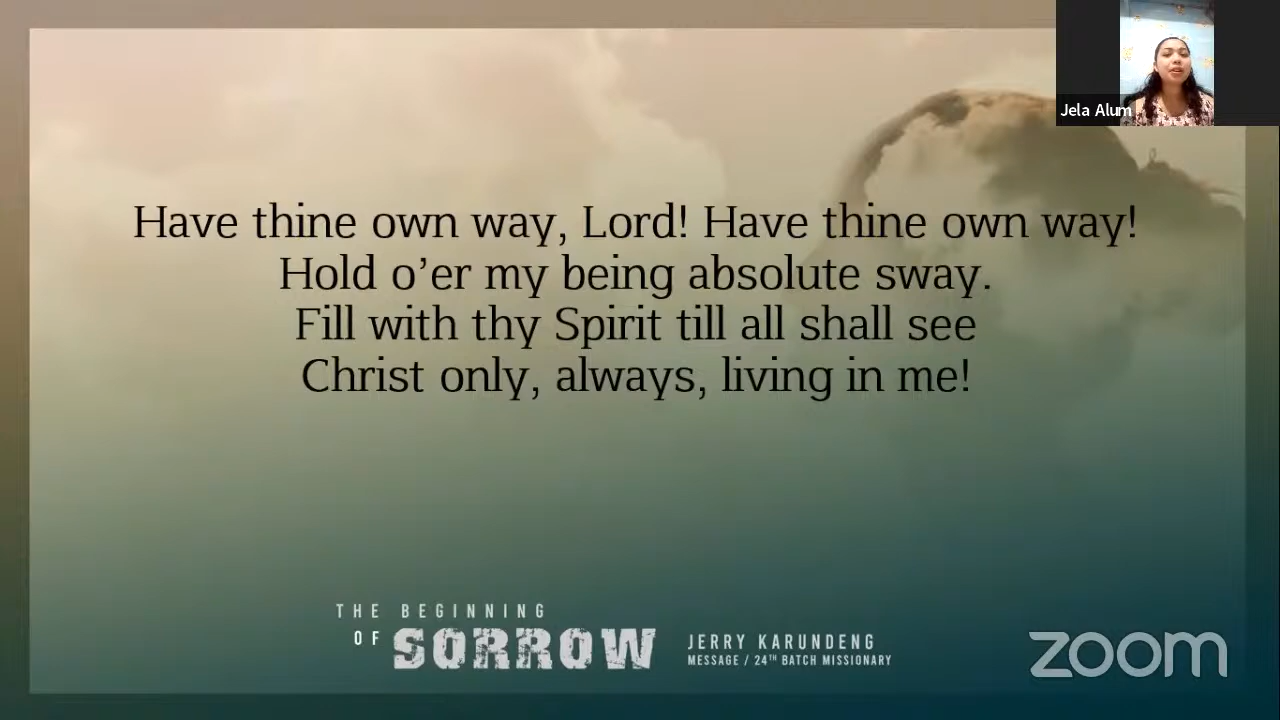 Jela Alum
Have thine own way, Lord! Have thine own way!
Hold o’er my being absolute sway.
Fill with thy Spirit till all shall see
Christ only, always, living in me!
THE BEGINNING
OF SORROW
JERRY KARUNDENG
MESSAGE / 24TH BATCH MISSIONARY
zoom